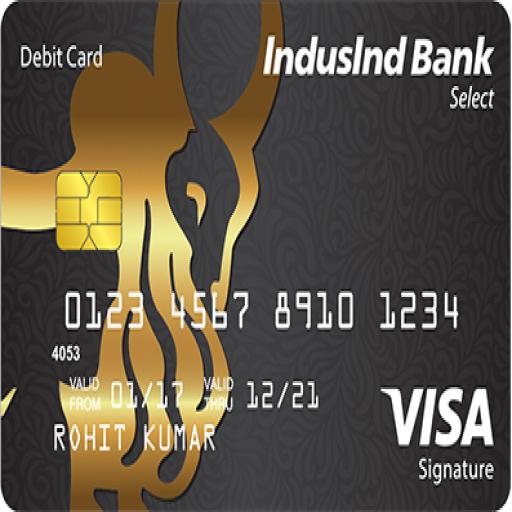 Debit Card
IndusInd Bank
Select
0123 4567 8910 1234
4053
VALID FROM 01/17 VALID THRU 12/21
ROHIT KUMAR
VISA
Signature